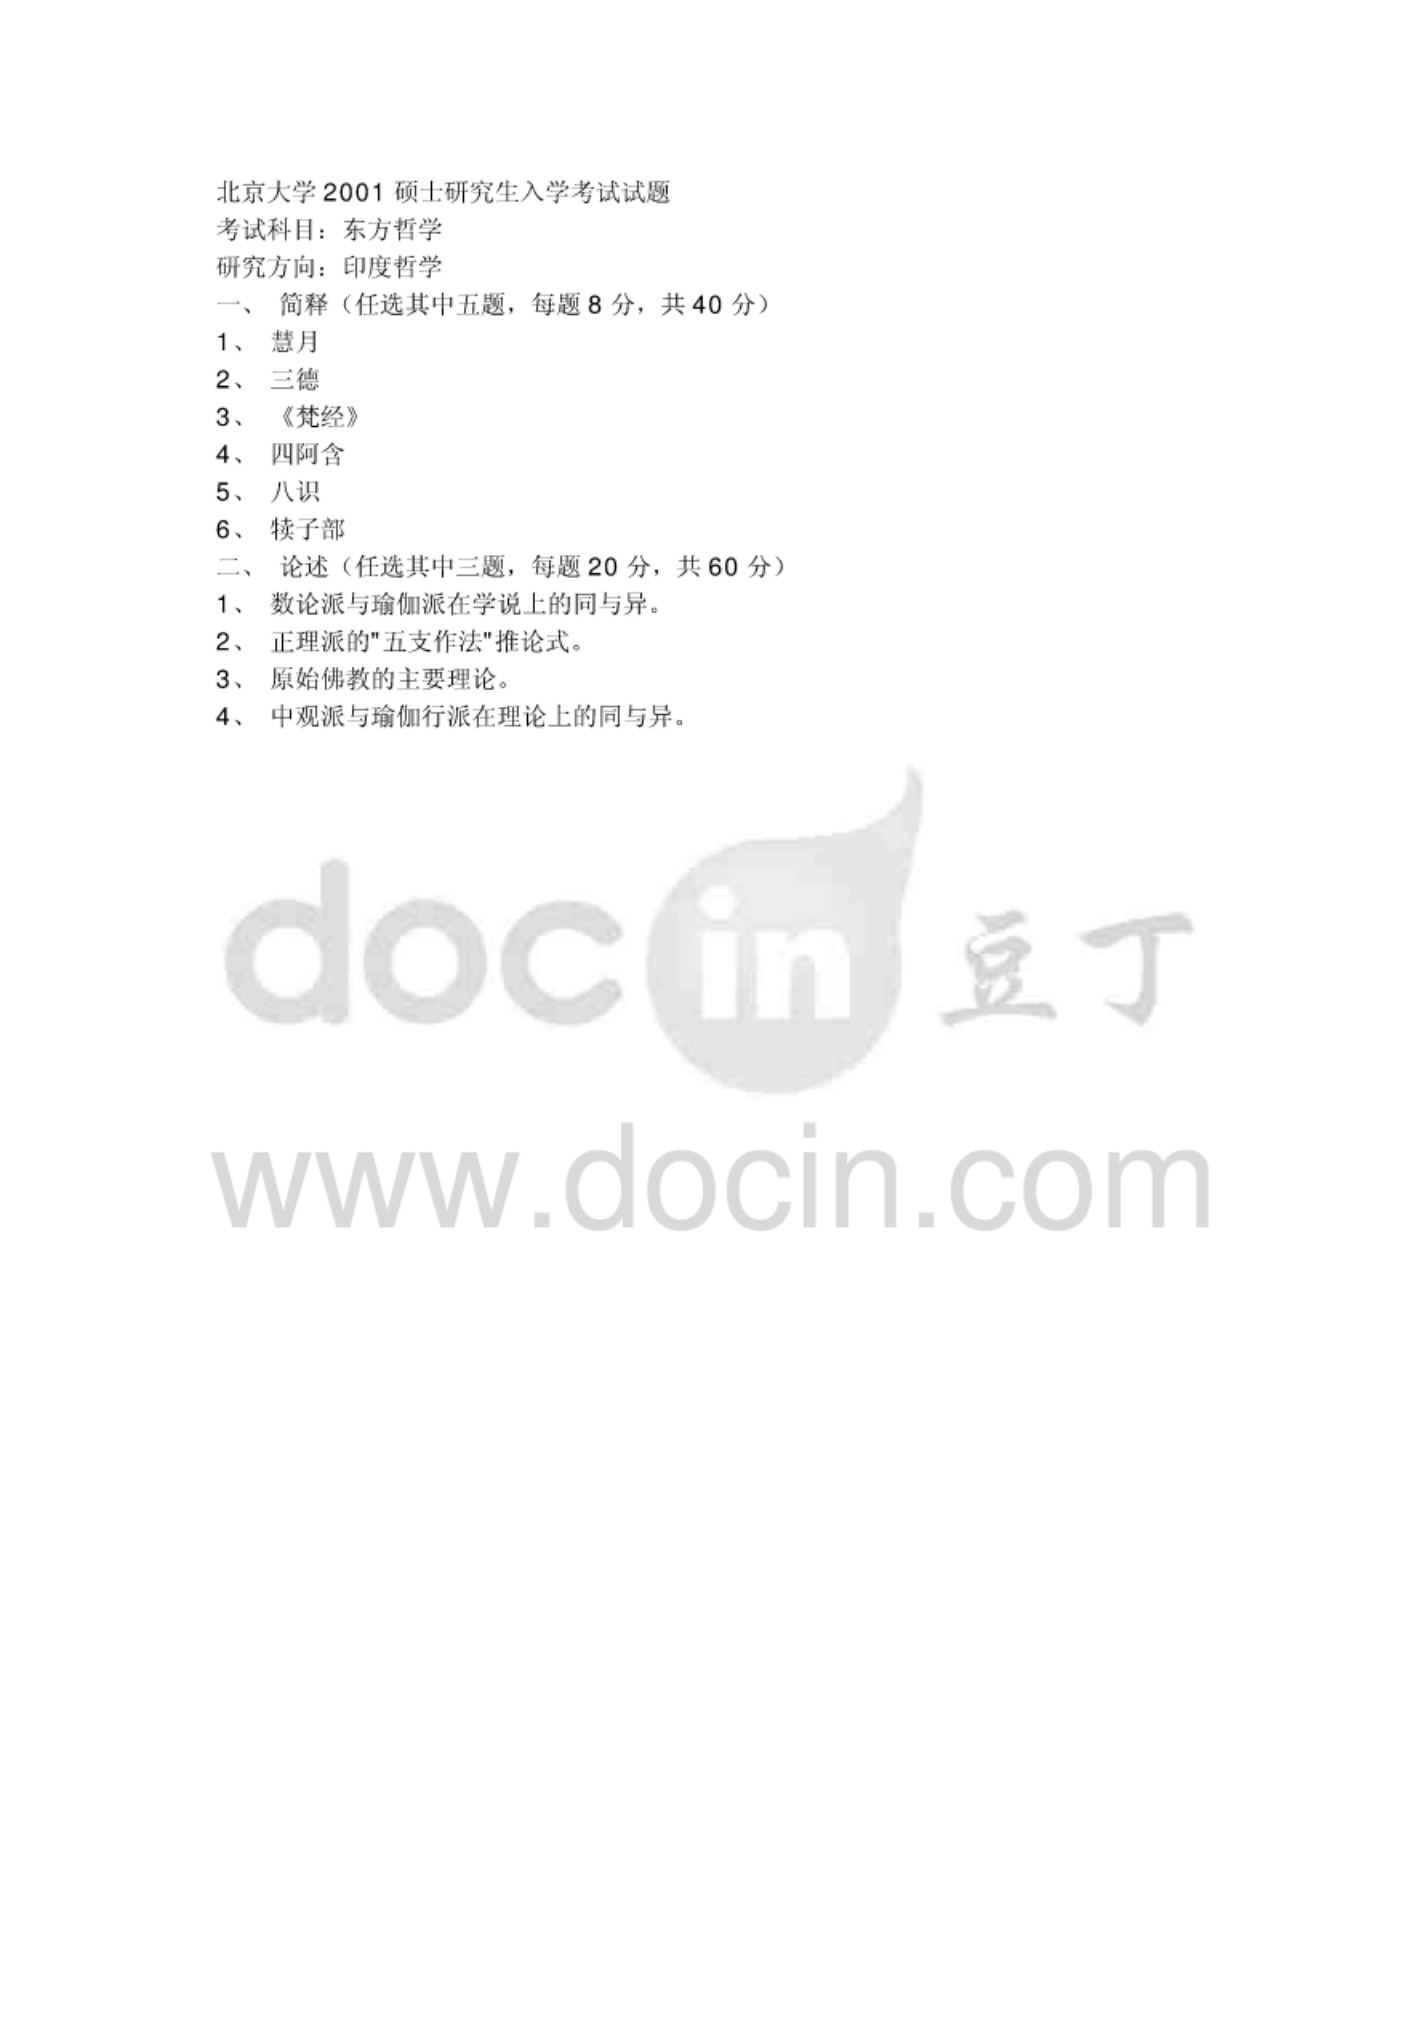 北京大学 2001 硕士研究生入学考试试题
考试科目：东方哲学
研究方向：印度哲学
一、 简释（任选其中五题，每题 8 分，共 40 分）
1、 慧月
2、 三德
3、 《梵经》
4、 四阿含
5、 八识
6、 犊子部
二、 论述（任选其中三题，每题 20 分，共 60 分）
1、 数论派与瑜伽派在学说上的同与异。
2、 正理派的"五支作法"推论式。
3、 原始佛教的主要理论。
4、 中观派与瑜伽行派在理论上的同与异。
docin 豆丁
www.docin.com